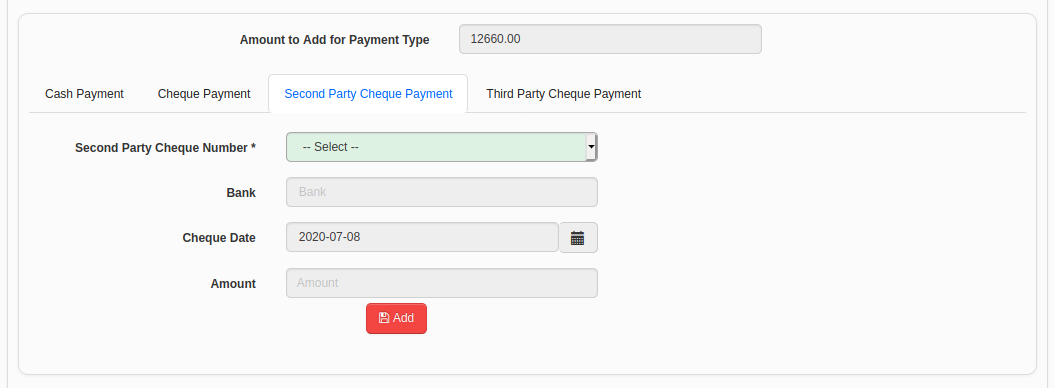 Amount to Add for Payment Type 12660.00
Cash Payment Cheque Payment Second Party Cheque Payment Third Party Cheque Payment
Second Party Cheque Number * -- Select --
Bank Bank
Cheque Date 2020-07-08
Amount Amount
Add